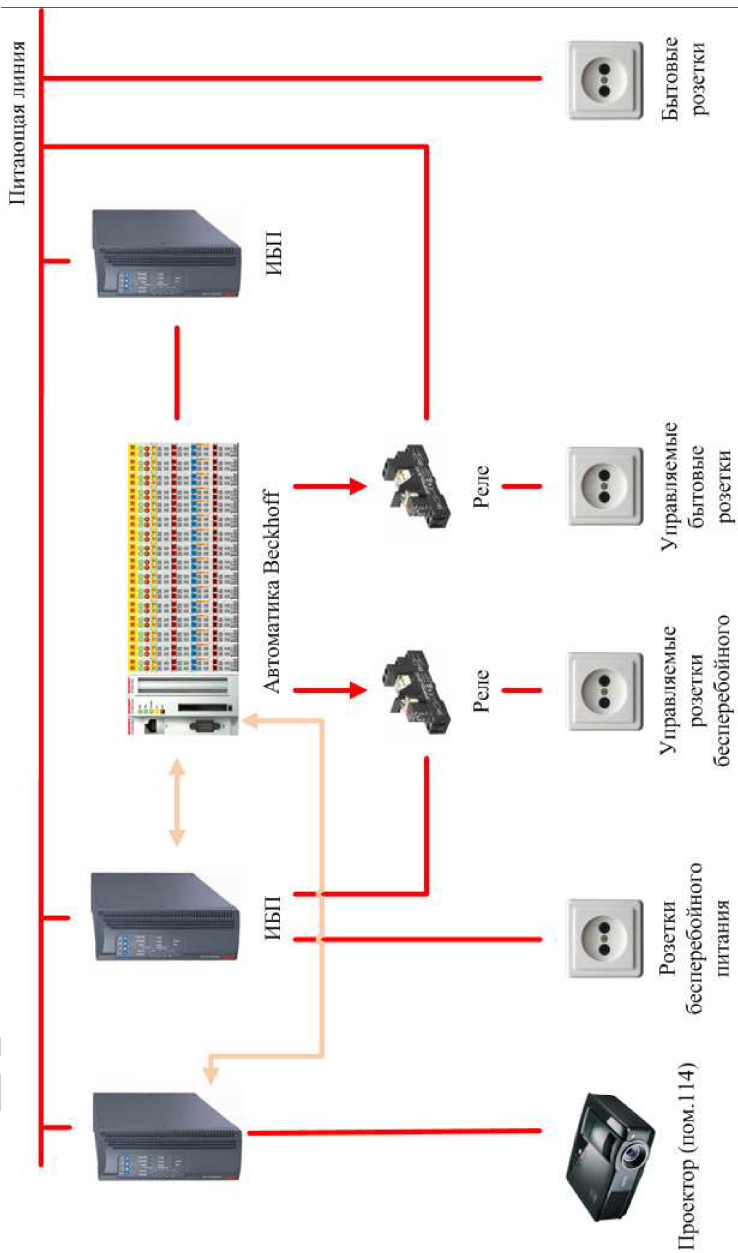 Питающая линия
ИБП
ИБП
Автоматика Beckhoff
Реле
Реле
Проектор (пом.114)
Розетки
бесперебойного
питания
Управляемые
розетки
бесперебойного
Управляемые
бытовые
розетки
Бытовые
розетки